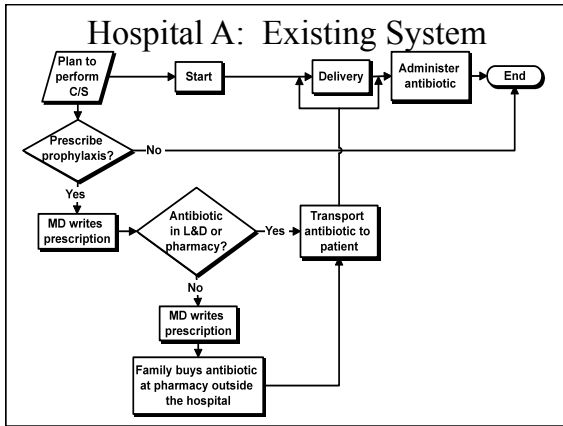 Hospital A: Existing System
Plan to
perform
C/S
Start
Delivery
Administer
antibiotic
End
Prescribe
prophylaxis?
No
Yes
MD writes
prescription
Antibiotic
in L&D or
pharmacy?
Yes
Transport
antibiotic to
patient
No
MD writes
prescription
Family buys antibiotic
at pharmacy outside
the hospital